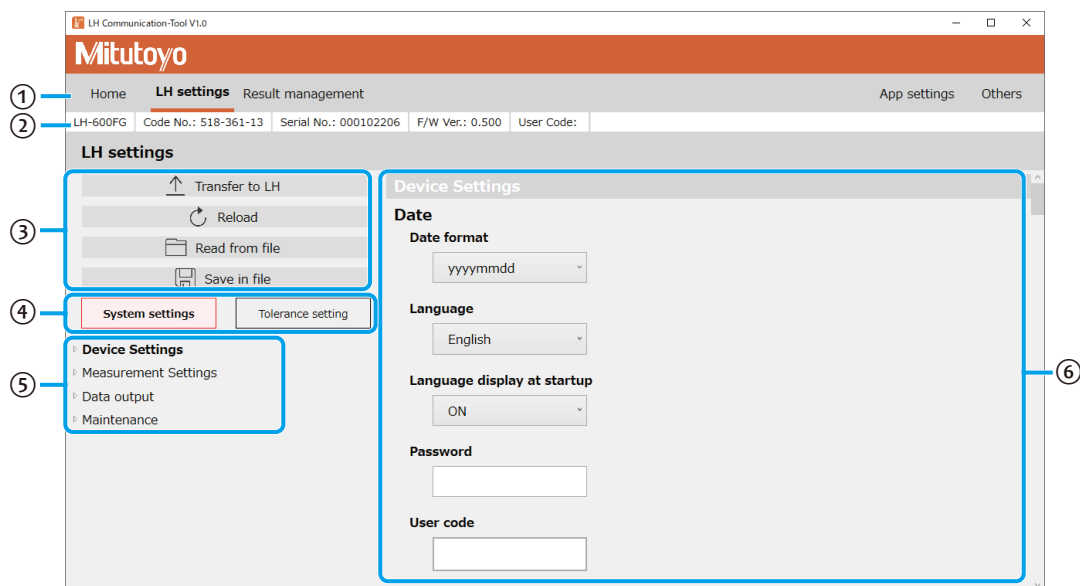 LH Communication-Tool V1.0
Mitutoyo
① Home LH settings Result management App settings Others
② LH-600FG Code No.: 518-361-13 Serial No.: 000102206 F/W Ver.: 0.500 User Code:
LH settings
③
Transfer to LH
Reload
Read from file
Save in file
④ System settings Tolerance setting
⑤
Device Settings
Measurement Settings
Data output
Maintenance
⑥
Device Settings
Date
Date format
yyyymmdd
Language
English
Language display at startup
ON
Password
User code